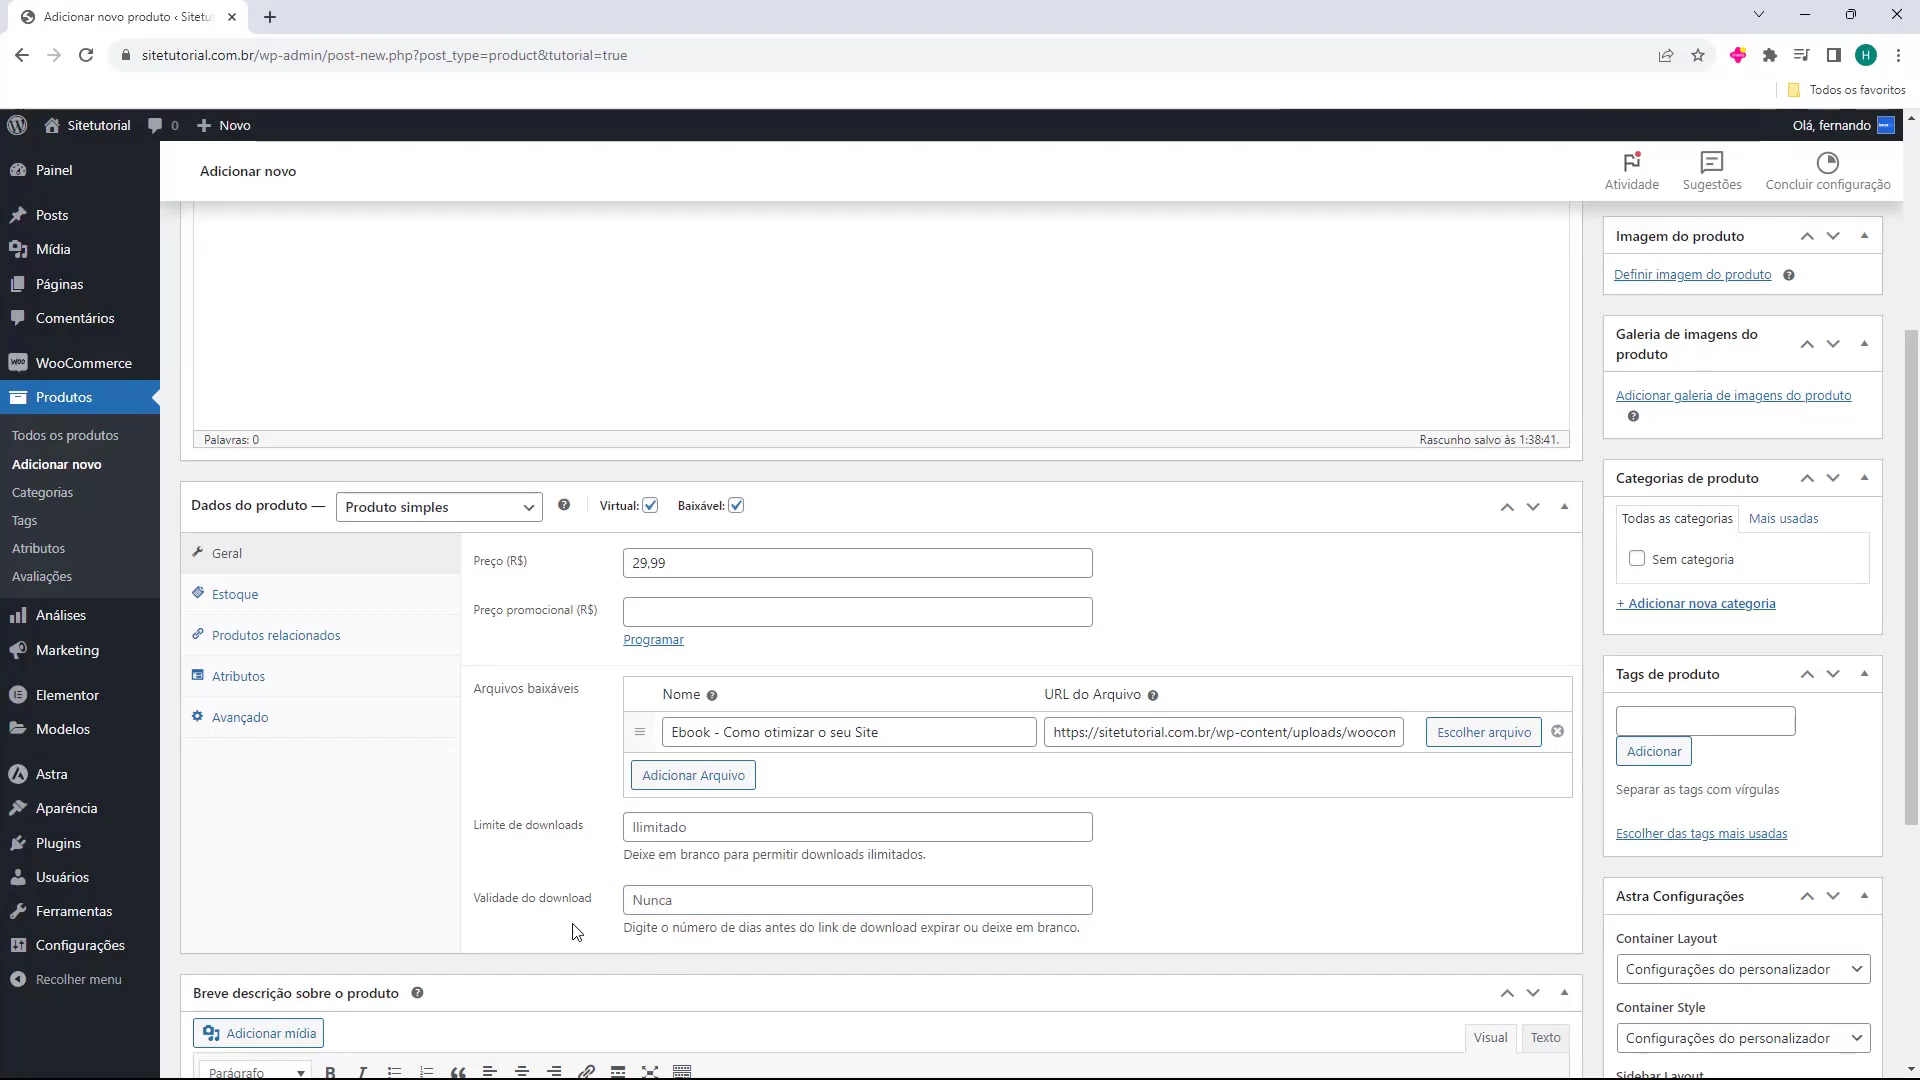 Adicionar novo produto ‹ Sitetu
sitetutorial.com.br/wp-admin/post-new.php?post_type=product&tutorial=true
H
Todos os favoritos
Sitetutorial
0
Novo
Olá, fernando
Painel
Posts
Mídia
Páginas
Comentários
WooCommerce
Produtos
Todos os produtos
Adicionar novo
Categorias
Tags
Atributos
Avaliações
Análises
Marketing
Elementor
Modelos
Astra
Aparência
Plugins
Usuários
Ferramentas
Configurações
Recolher menu
Adicionar novo
Atividade
Sugestões
Concluir configuração
Palavras: 0
Rascunho salvo às 1:38:41.
Dados do produto —
Produto simples
Virtual:
Baixável:
Geral
Estoque
Produtos relacionados
Atributos
Avançado
Preço (R$)
29,99
Preço promocional (R$)
Programar
Arquivos baixáveis
Nome
URL do Arquivo
Ebook - Como otimizar o seu Site
https://sitetutorial.com.br/wp-content/uploads/woocon
Escolher arquivo
Adicionar Arquivo
Limite de downloads
Ilimitado
Deixe em branco para permitir downloads ilimitados.
Validade do download
Nunca
Digite o número de dias antes do link de download expirar ou deixe em branco.
Breve descrição sobre o produto
Adicionar mídia
Visual
Texto
Parágrafo
Imagem do produto
Definir imagem do produto
Galeria de imagens do
produto
Adicionar galeria de imagens do produto
Categorias de produto
Todas as categorias
Mais usadas
Sem categoria
+ Adicionar nova categoria
Tags de produto
Adicionar
Separar as tags com vírgulas
Escolher das tags mais usadas
Astra Configurações
Container Layout
Configurações do personalizador
Container Style
Configurações do personalizador
Sidebar Layout